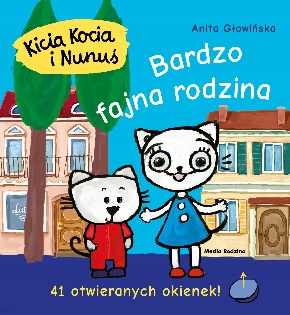 Anita Głowińska
Kicia Kocia
i Nunuś
Bardzo
fajna rodzina
Media Rodzina
41 otwieranych okienek!